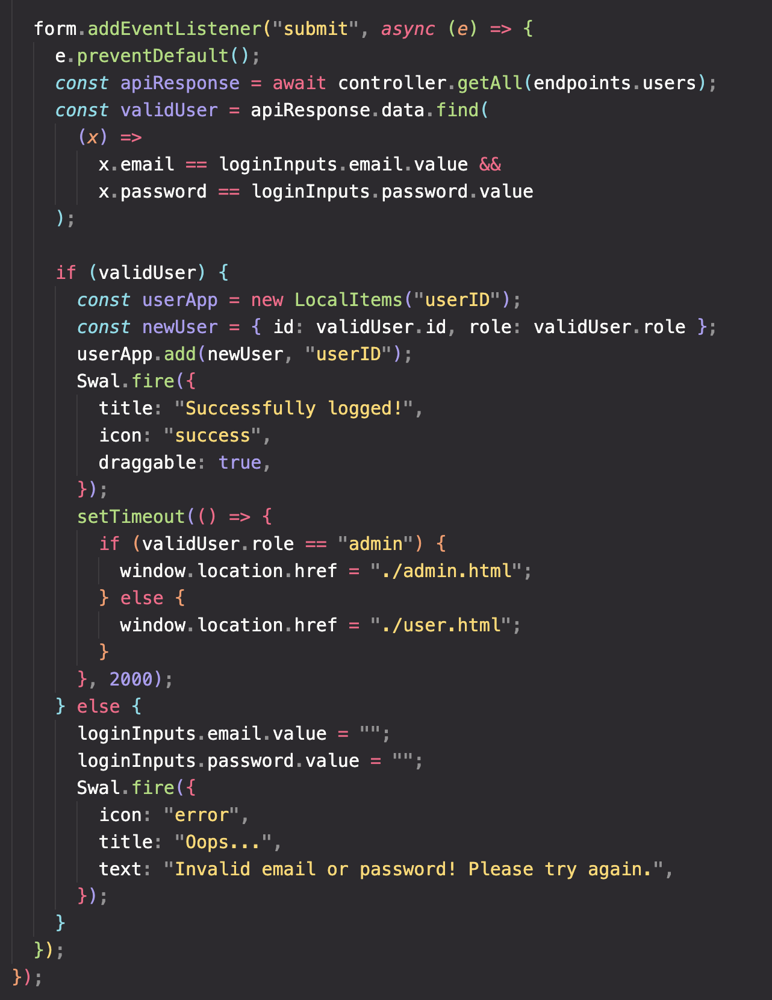 form.addEventListener("submit", async (e) => {
e.preventDefault();
const apiResponse = await controller.getAll(endpoints.users);
const validUser = apiResponse.data.find(
(x) =>
x.email == loginInputs.email.value &&
x.password == loginInputs.password.value
);
if (validUser) {
const userApp = new LocalItems("userID");
const newUser = { id: validUser.id, role: validUser.role };
userApp.add(newUser, "userID");
Swal.fire({
title: "Successfully logged!",
icon: "success",
draggable: true,
});
setTimeout(() => {
if (validUser.role == "admin") {
window.location.href = "./admin.html";
} else {
window.location.href = "./user.html";
}
}, 2000);
} else {
loginInputs.email.value = "";
loginInputs.password.value = "";
Swal.fire({
icon: "error",
title: "Oops...",
text: "Invalid email or password! Please try again.",
});
}
});
});